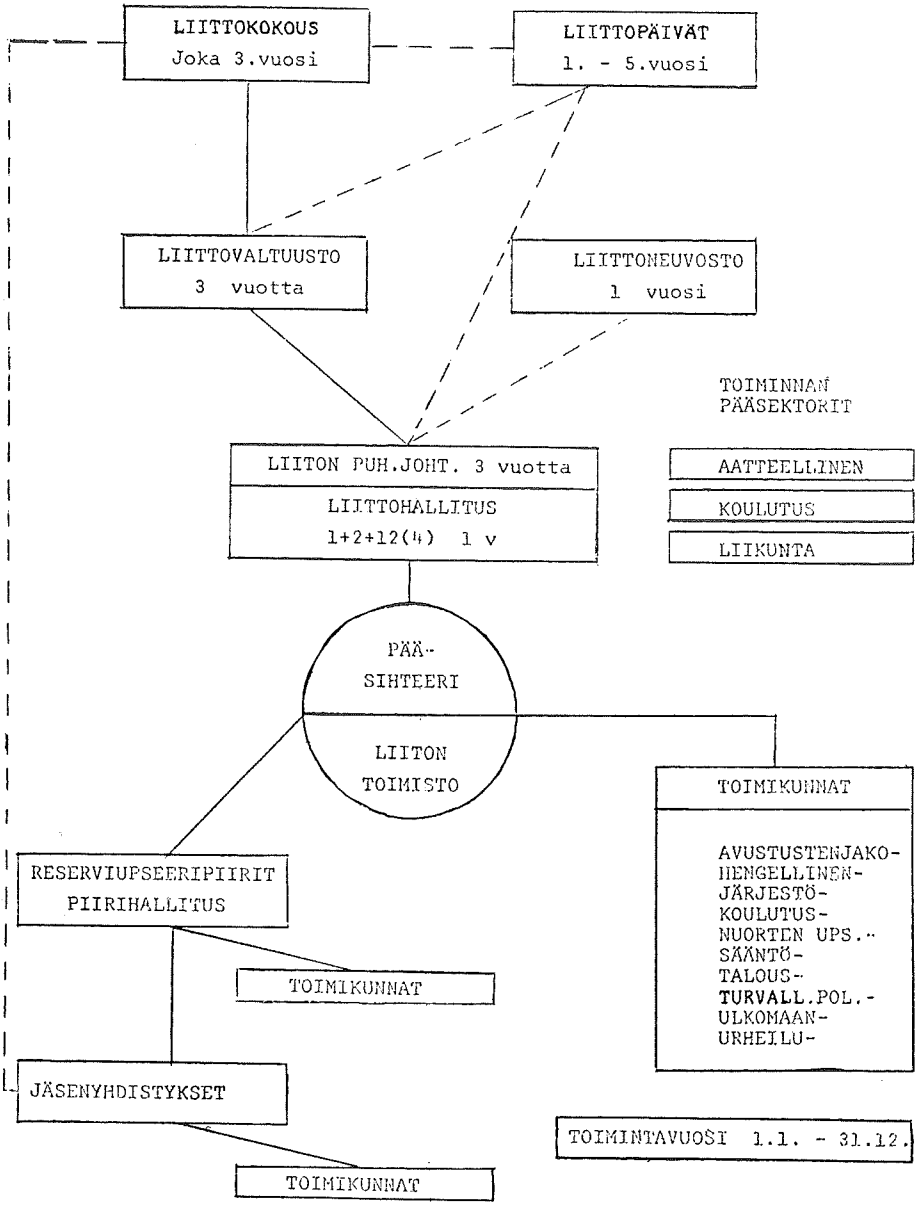 LIITTOKOKOUS
Joka 3.vuosi
LIITTOPÄIVÄT
1. - 5.vuosi
LIITTOVALTUUSTO
3 vuotta
LIITTONEUVOSTO
1 vuosi
TOIMINNAN
PÄÄSEKTORIT
AATTEELLINEN
KOULUTUS
LIIKUNTA
LIITON PUH.JOHT. 3 vuotta
LIITTOHALLITUS
1+2+12(4) 1 v
PÄÄ-
SIHTEERI
LIITON
TOIMISTO
TOIMIKUNNAT
AVUSTUSTENJAKO-
HENGELLINEN-
JÄRJESTÖ-
KOULUTUS-
NUORTEN UPS.-
SÄÄNTÖ-
TALOUS-
TURVALL.POL.-
ULKOMAAN-
URHEILU-
RESERVIUPSEERIPIIRIT
PIIRIHALLITUS
TOIMIKUNNAT
JÄSENYHDISTYKSET
TOIMIKUNNAT
TOIMINTAVUOSI 1.1. - 31.12.